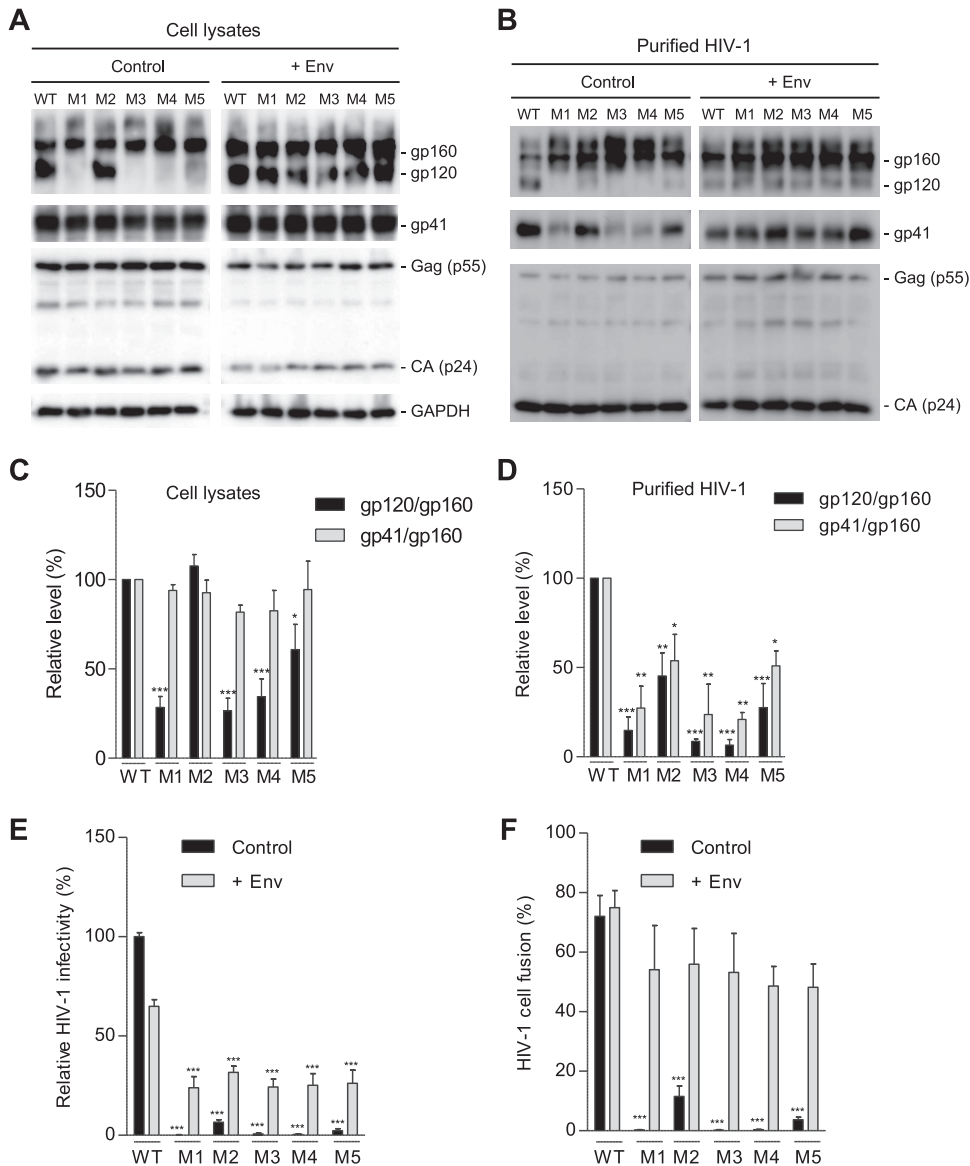 A
Cell lysates
Control
+ Env
WT M1 M2 M3 M4 M5 WT M1 M2 M3 M4 M5
- gp160
- gp120
- gp41
- Gag (p55)
- CA (p24)
- GAPDH
B
Purified HIV-1
Control
+ Env
WT M1 M2 M3 M4 M5 WT M1 M2 M3 M4 M5
- gp160
- gp120
- gp41
- Gag (p55)
- CA (p24)
C
Cell lysates
gp120/gp160
gp41/gp160
Relative level (%)
150
100
50
0
*** *** *** *
WT M1 M2 M3 M4 M5
D
Purified HIV-1
gp120/gp160
gp41/gp160
Relative level (%)
150
100
50
0
*** ** ** * *** ** *** ** *** *
WT M1 M2 M3 M4 M5
E
Control
+ Env
Relative HIV-1 infectivity (%)
150
100
50
0
*** *** *** *** *** *** *** *** *** ***
WT M1 M2 M3 M4 M5
F
Control
+ Env
HIV-1 cell fusion (%)
100
80
60
40
20
0
*** *** *** *** ***
WT M1 M2 M3 M4 M5